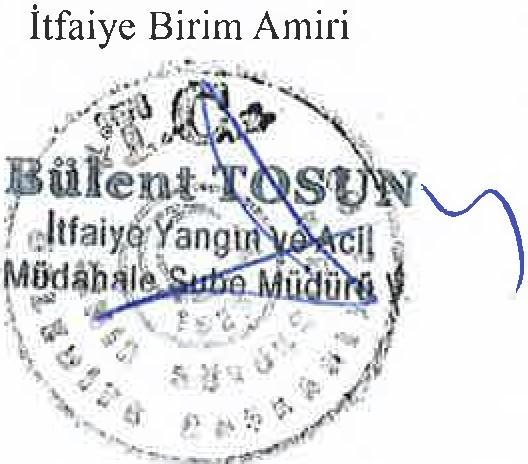 İtfaiye Birim Amiri
T.C.
Bülent TOSUN
İtfaiye Yangın ve Acil
Müdahale Şube Müdürü V.